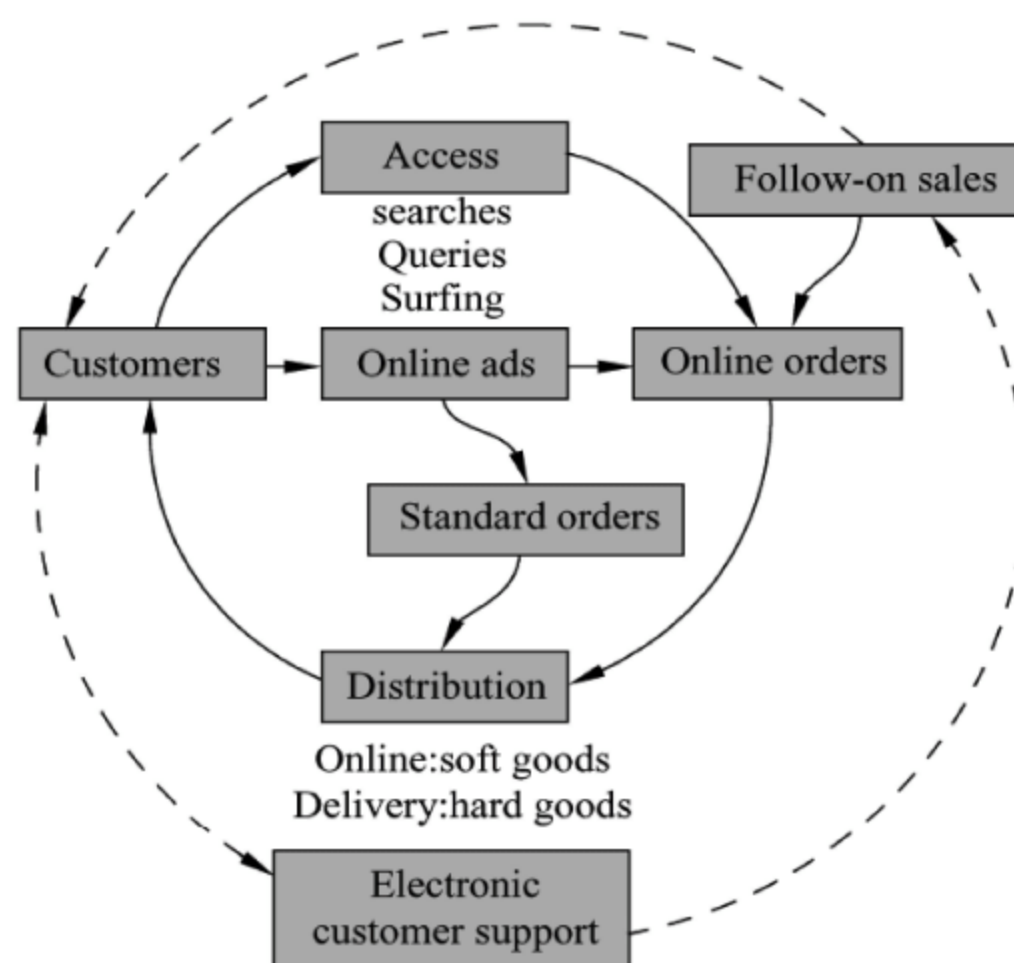 Access
Follow-on sales
searches
Queries
Surfing
Customers
Online ads
Online orders
Standard orders
Distribution
Online:soft goods
Delivery:hard goods
Electronic
customer support